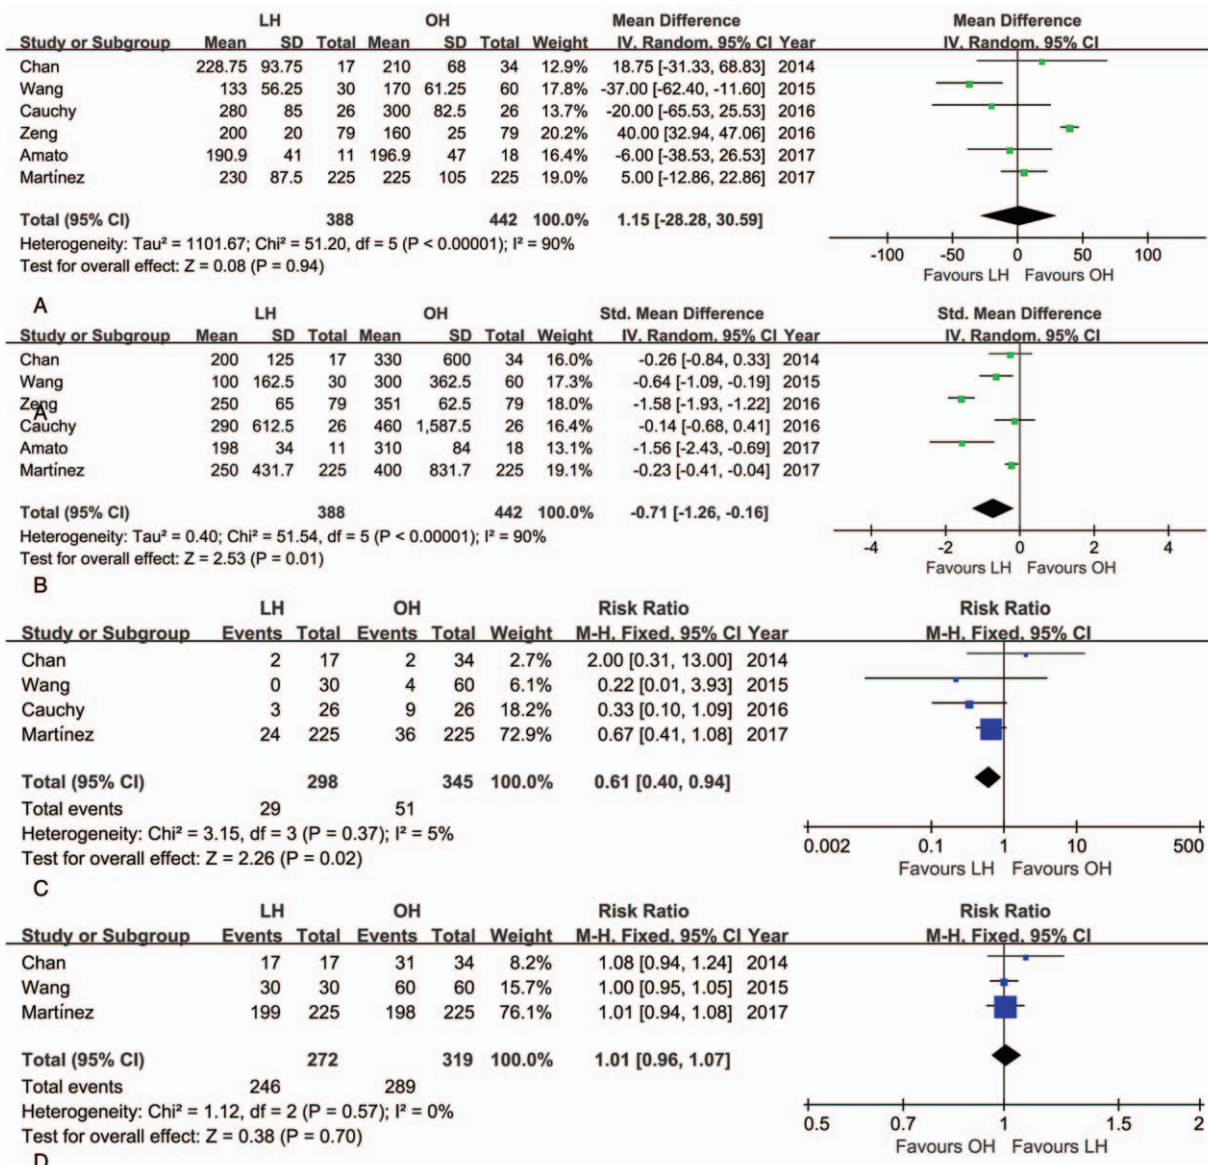 LH OH Mean Difference Mean Difference
Study or Subgroup Mean SD Total Mean SD Total Weight IV. Random. 95% CI Year IV. Random. 95% CI
Chan 228.75 93.75 17 210 68 34 12.9% 18.75 [-31.33, 68.83] 2014
Wang 133 56.25 30 170 61.25 60 17.8% -37.00 [-62.40, -11.60] 2015
Cauchy 280 85 26 300 82.5 26 13.7% -20.00 [-65.53, 25.53] 2016
Zeng 200 20 79 160 25 79 20.2% 40.00 [32.94, 47.06] 2016
Amato 190.9 41 11 196.9 47 18 16.4% -6.00 [-38.53, 26.53] 2017
Martínez 230 87.5 225 225 105 225 19.0% 5.00 [-12.86, 22.86] 2017
Total (95% CI) 388 442 100.0% 1.15 [-28.28, 30.59]
Heterogeneity: Tau² = 1101.67; Chi² = 51.20, df = 5 (P < 0.00001); I² = 90%
Test for overall effect: Z = 0.08 (P = 0.94)
-100 -50 0 50 100
Favours LH Favours OH
A
LH OH Std. Mean Difference Std. Mean Difference
Study or Subgroup Mean SD Total Mean SD Total Weight IV. Random. 95% CI Year IV. Random. 95% CI
Chan 200 125 17 330 600 34 16.0% -0.26 [-0.84, 0.33] 2014
Wang 100 162.5 30 300 362.5 60 17.3% -0.64 [-1.09, -0.19] 2015
Zeng 250 65 79 351 62.5 79 18.0% -1.58 [-1.93, -1.22] 2016
A
Cauchy 290 612.5 26 460 1,587.5 26 16.4% -0.14 [-0.68, 0.41] 2016
Amato 198 34 11 310 84 18 13.1% -1.56 [-2.43, -0.69] 2017
Martínez 250 431.7 225 400 831.7 225 19.1% -0.23 [-0.41, -0.04] 2017
Total (95% CI) 388 442 100.0% -0.71 [-1.26, -0.16]
Heterogeneity: Tau² = 0.40; Chi² = 51.54, df = 5 (P < 0.00001); I² = 90%
Test for overall effect: Z = 2.53 (P = 0.01)
-4 -2 0 2 4
Favours LH Favours OH
B
LH OH Risk Ratio Risk Ratio
Study or Subgroup Events Total Events Total Weight M-H. Fixed. 95% CI Year M-H. Fixed. 95% CI
Chan 2 17 2 34 2.7% 2.00 [0.31, 13.00] 2014
Wang 0 30 4 60 6.1% 0.22 [0.01, 3.93] 2015
Cauchy 3 26 9 26 18.2% 0.33 [0.10, 1.09] 2016
Martínez 24 225 36 225 72.9% 0.67 [0.41, 1.08] 2017
Total (95% CI) 298 345 100.0% 0.61 [0.40, 0.94]
Total events 29 51
Heterogeneity: Chi² = 3.15, df = 3 (P = 0.37); I² = 5%
Test for overall effect: Z = 2.26 (P = 0.02)
0.002 0.1 1 10 500
Favours LH Favours OH
C
LH OH Risk Ratio Risk Ratio
Study or Subgroup Events Total Events Total Weight M-H. Fixed. 95% CI Year M-H. Fixed. 95% CI
Chan 17 17 31 34 8.2% 1.08 [0.94, 1.24] 2014
Wang 30 30 60 60 15.7% 1.00 [0.95, 1.05] 2015
Martínez 199 225 198 225 76.1% 1.01 [0.94, 1.08] 2017
Total (95% CI) 272 319 100.0% 1.01 [0.96, 1.07]
Total events 246 289
Heterogeneity: Chi² = 1.12, df = 2 (P = 0.57); I² = 0%
Test for overall effect: Z = 0.38 (P = 0.70)
0.5 0.7 1 1.5 2
Favours OH Favours LH
D